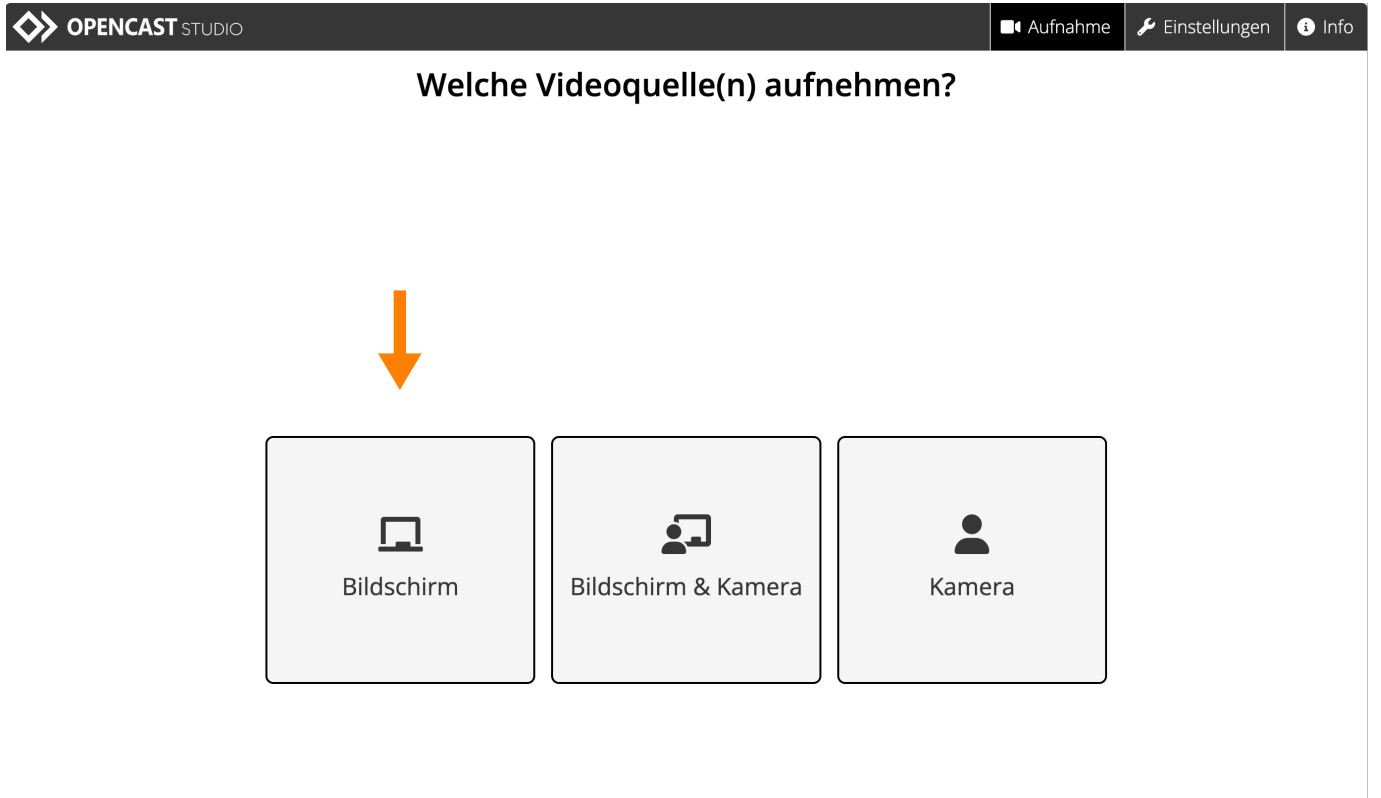 OPENCAST STUDIO
Aufnahme
Einstellungen
Info
Welche Videoquelle(n) aufnehmen?
Bildschirm
Bildschirm & Kamera
Kamera